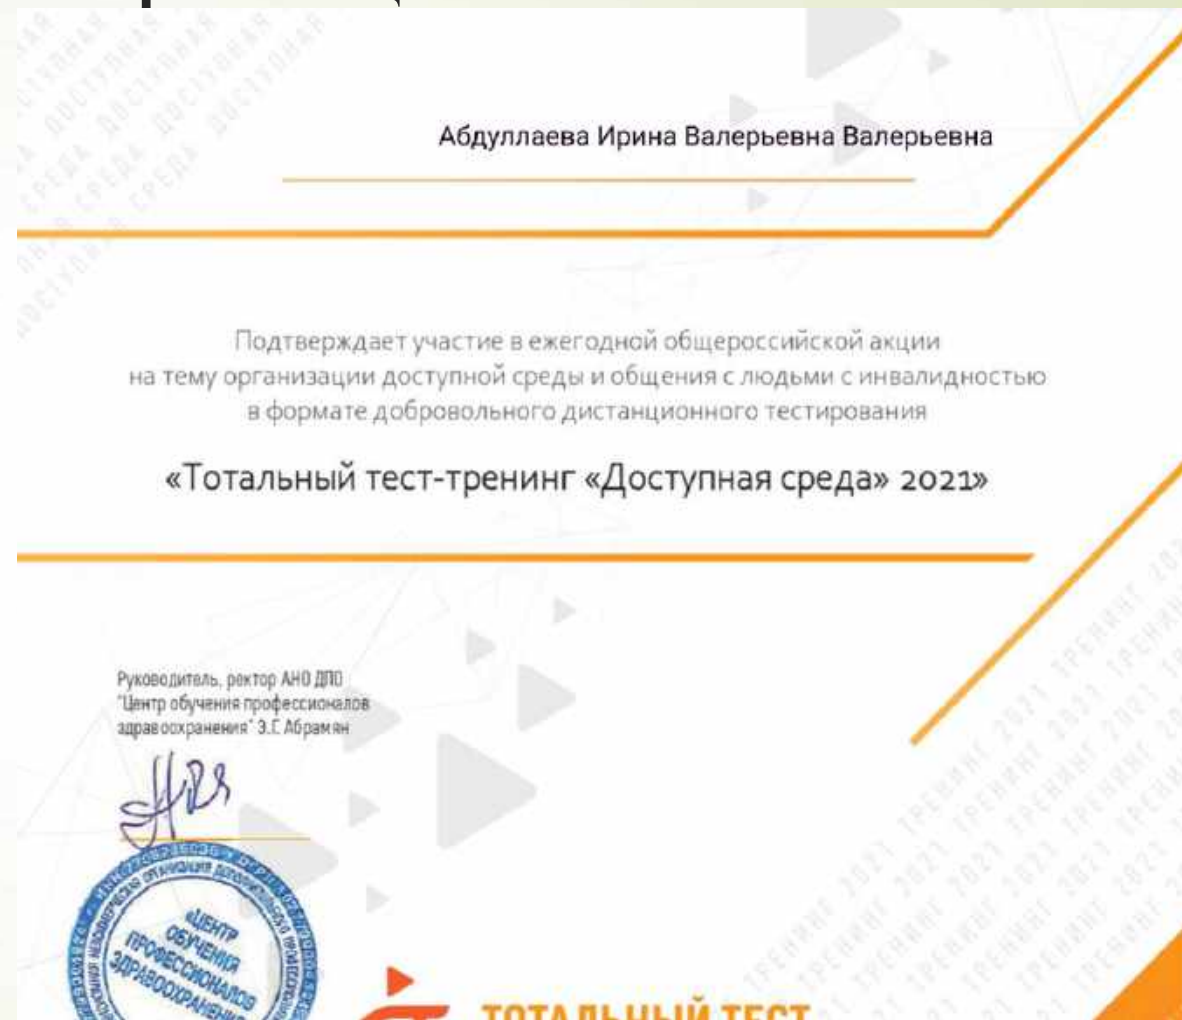 Абдуллаева Ирина Валерьевна Валерьевна
Подтверждает участие в ежегодной общероссийской акции
на тему организации доступной среды и общения с людьми с инвалидностью
в формате добровольного дистанционного тестирования
«Тотальный тест-тренинг «Доступная среда» 2021»
Руководитель, ректор АНО ДПО
"Центр обучения профессионалов
здравоохранения" Э.Г. Абрамян
«ЦЕНТР
ОБУЧЕНИЯ
ПРОФЕССИОНАЛОВ
ЗДРАВООХРАНЕНИЯ
ТОТАЛЬНЫЙ ТЕСТ